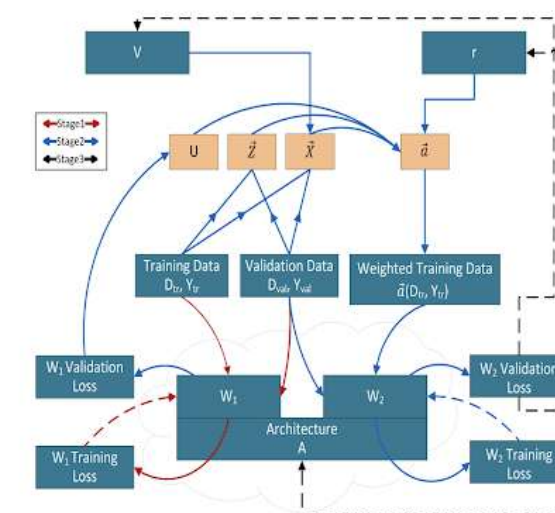 V
r
Stage1
Stage2
Stage3
U
Z⃗
X⃗
a⃗
Training Data
Dtr, Ytr
Validation Data
Dval, Yval
Weighted Training Data
a⃗(Dtr, Ytr)
W1 Validation
Loss
W1
W2
W2 Validation
Loss
Architecture
A
W1 Training
Loss
W2 Training
Loss